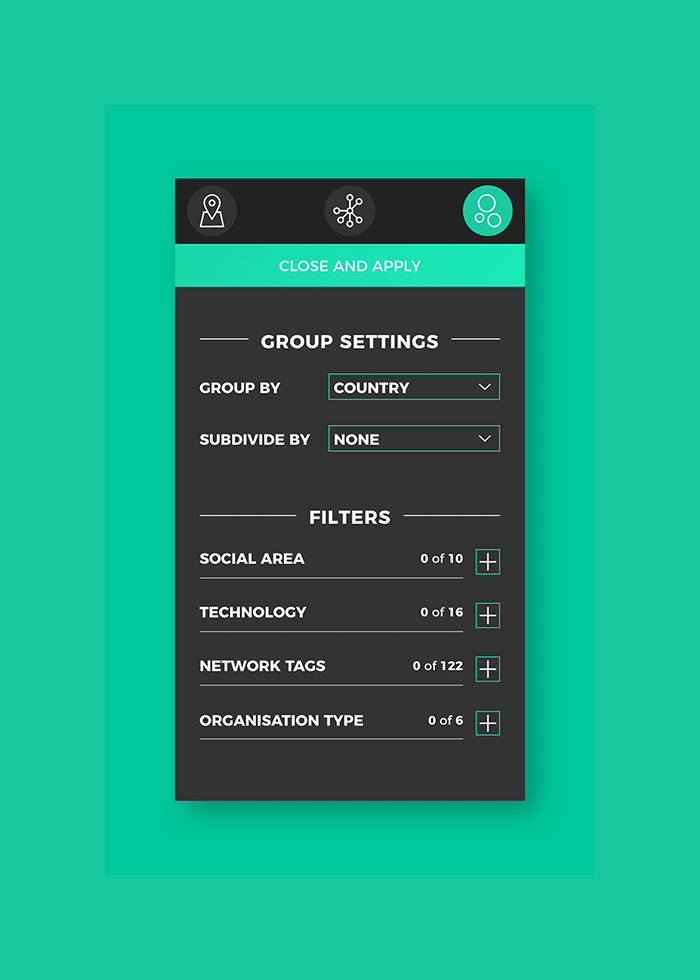 CLOSE AND APPLY
GROUP SETTINGS
GROUP BY COUNTRY
SUBDIVIDE BY NONE
FILTERS
SOCIAL AREA 0 of 10
TECHNOLOGY 0 of 16
NETWORK TAGS 0 of 122
ORGANISATION TYPE 0 of 6